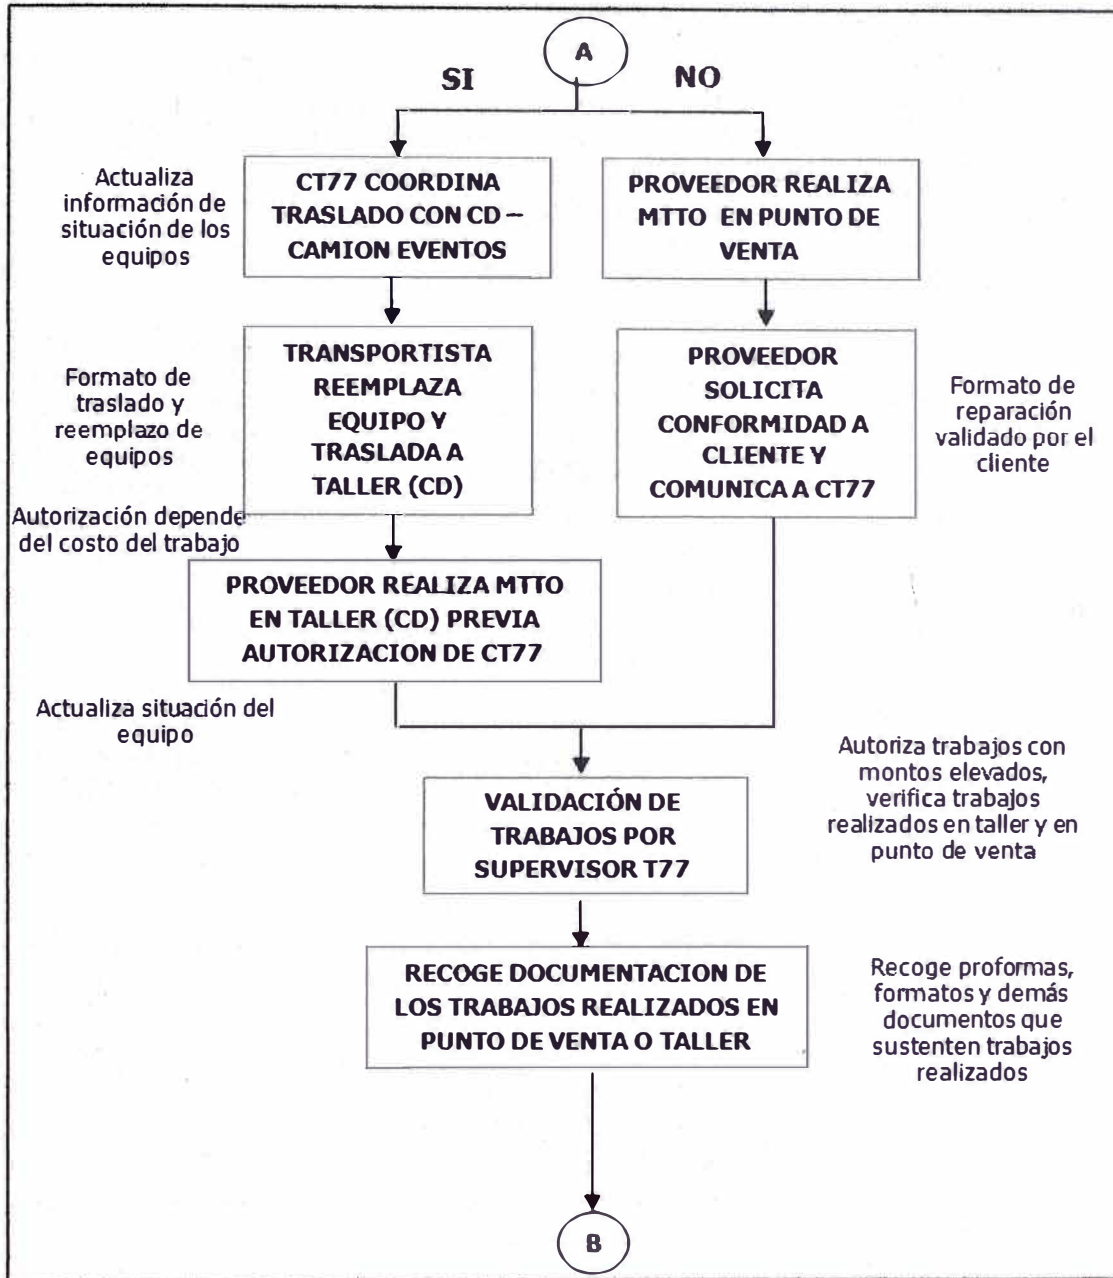 A
SI
NO
Actualiza
información de
situación de los
equipos
CT77 COORDINA
TRASLADO CON CD –
CAMION EVENTOS
PROVEEDOR REALIZA
MTTO EN PUNTO DE
VENTA
Formato de
traslado y
reemplazo de
equipos
TRANSPORTISTA
REEMPLAZA
EQUIPO Y
TRASLADA A
TALLER (CD)
PROVEEDOR
SOLICITA
CONFORMIDAD A
CLIENTE Y
COMUNICA A CT77
Formato de
reparación
validado por el
cliente
Autorización depende
del costo del trabajo
PROVEEDOR REALIZA MTTO
EN TALLER (CD) PREVIA
AUTORIZACION DE CT77
Actualiza situación del
equipo
VALIDACIÓN DE
TRABAJOS POR
SUPERVISOR T77
Autoriza trabajos con
montos elevados,
verifica trabajos
realizados en taller y en
punto de venta
RECOGE DOCUMENTACION DE
LOS TRABAJOS REALIZADOS EN
PUNTO DE VENTA O TALLER
Recoge proformas,
formatos y demás
documentos que
sustenten trabajos
realizados
B